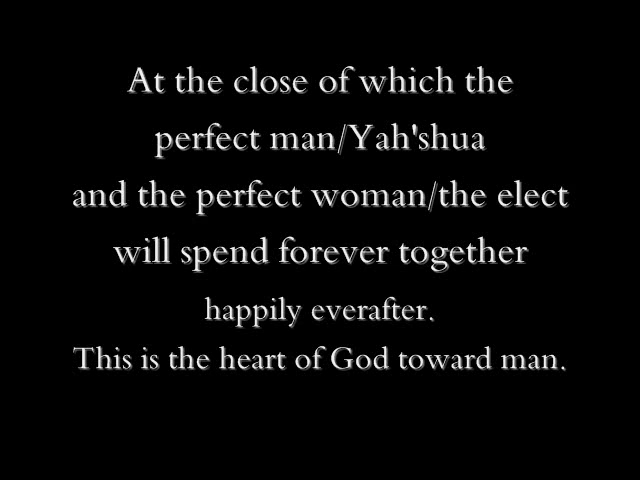 At the close of which the
perfect man/Yah'shua
and the perfect woman/the elect
will spend forever together
happily everafter.
This is the heart of God toward man.